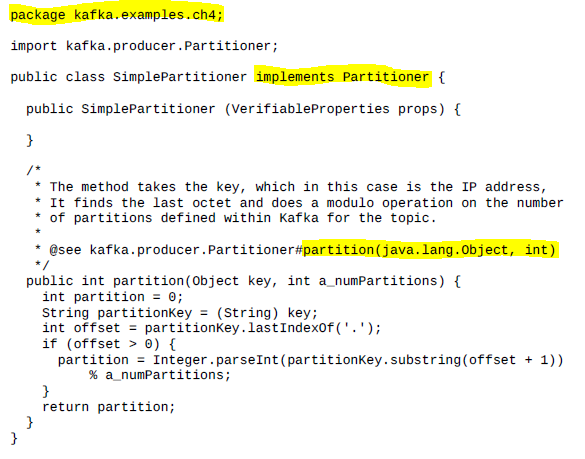 package kafka.examples.ch4;
import kafka.producer.Partitioner;
public class SimplePartitioner implements Partitioner {
public SimplePartitioner (VerifiableProperties props) {
}
/*
* The method takes the key, which in this case is the IP address,
* It finds the last octet and does a modulo operation on the number
* of partitions defined within Kafka for the topic.
*
* @see kafka.producer.Partitioner#partition(java.lang.Object, int)
*/
public int partition(Object key, int a_numPartitions) {
int partition = 0;
String partitionKey = (String) key;
int offset = partitionKey.lastIndexOf('.');
if (offset > 0) {
partition = Integer.parseInt(partitionKey.substring(offset + 1))
% a_numPartitions;
}
return partition;
}
}